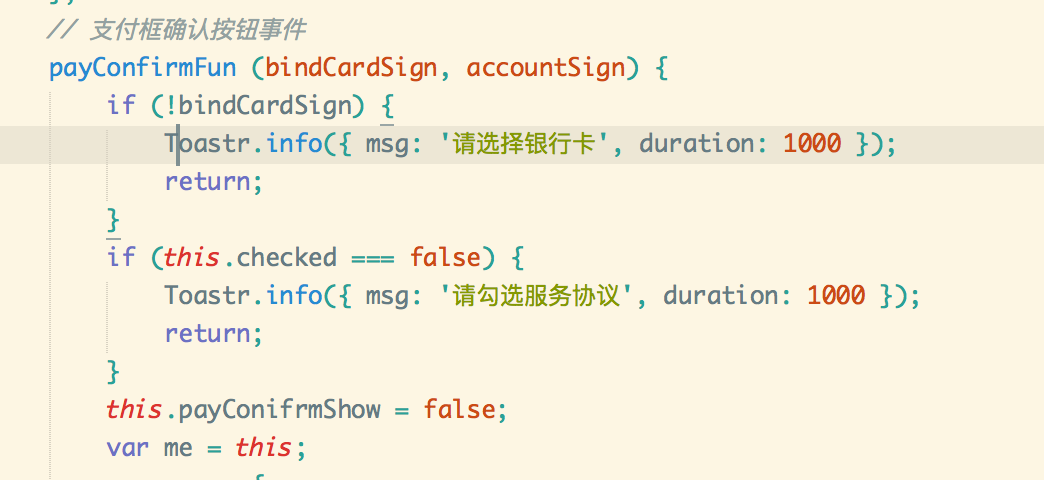 // 支付框确认按钮事件
payConfirmFun (bindCardSign, accountSign) {
if (!bindCardSign) {
Toastr.info({ msg: '请选择银行卡', duration: 1000 });
return;
}
if (this.checked === false) {
Toastr.info({ msg: '请勾选服务协议', duration: 1000 });
return;
}
this.payConifrmShow = false;
var me = this;